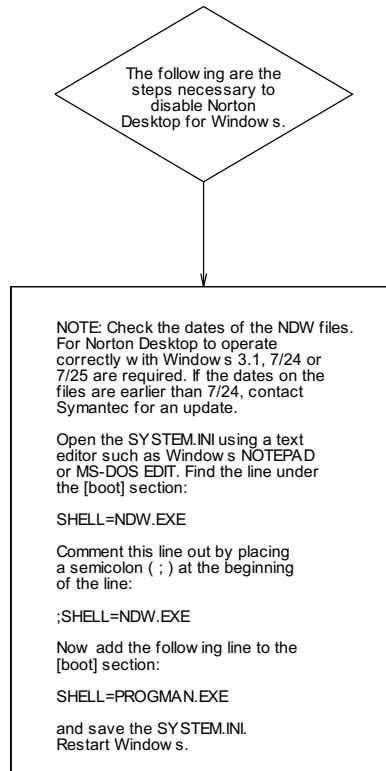 The following are the
steps necessary to
disable Norton
Desktop for Windows.
NOTE: Check the dates of the NDW files.
For Norton Desktop to operate
correctly with Windows 3.1, 7/24 or
7/25 are required. If the dates on the
files are earlier than 7/24, contact
Symantec for an update.
Open the SYSTEM.INI using a text
editor such as Windows NOTEPAD
or MS-DOS EDIT. Find the line under
the [boot] section:
SHELL=NDW.EXE
Comment this line out by placing
a semicolon ( ; ) at the beginning
of the line:
;SHELL=NDW.EXE
Now add the following line to the
[boot] section:
SHELL=PROGMAN.EXE
and save the SYSTEM.INI.
Restart Windows.